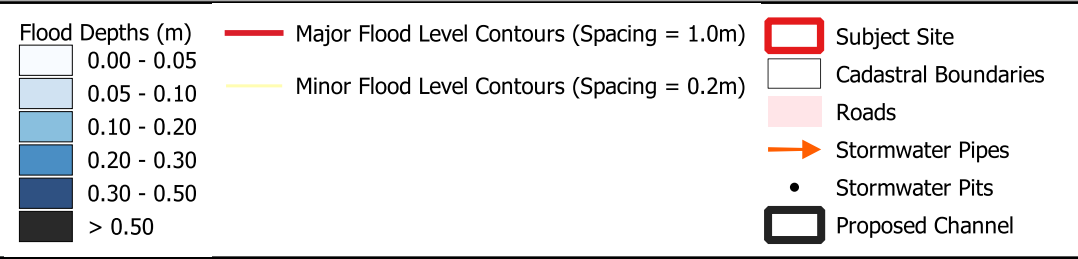 Flood Depths (m)
0.00 - 0.05
0.05 - 0.10
0.10 - 0.20
0.20 - 0.30
0.30 - 0.50
> 0.50
Major Flood Level Contours (Spacing = 1.0m)
Minor Flood Level Contours (Spacing = 0.2m)
Subject Site
Cadastral Boundaries
Roads
Stormwater Pipes
Stormwater Pits
Proposed Channel